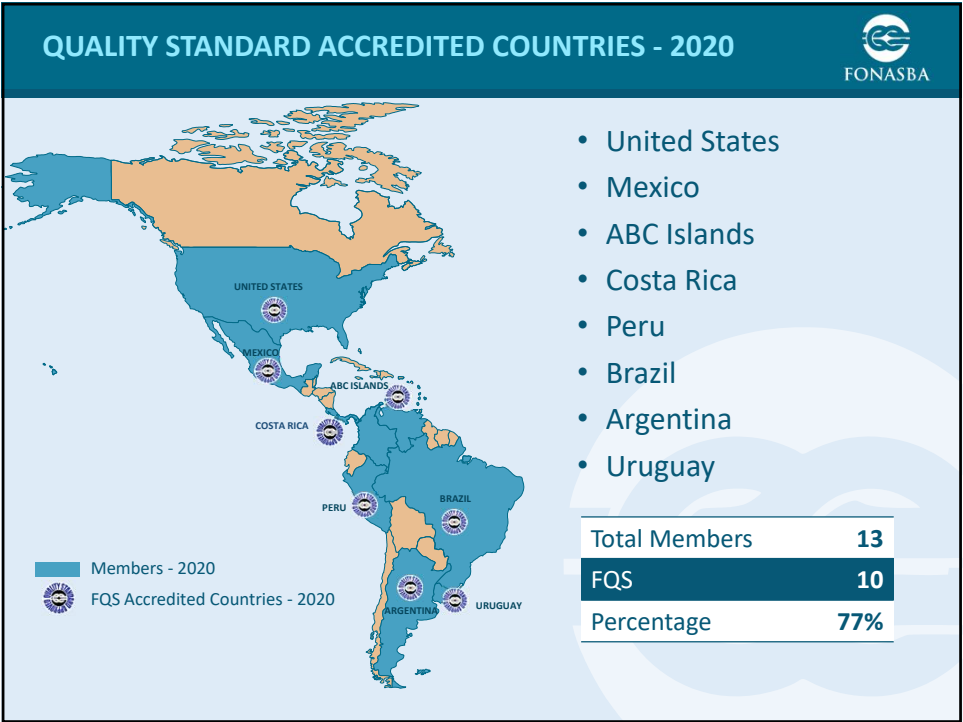 QUALITY STANDARD ACCREDITED COUNTRIES - 2020
FONASBA
UNITED STATES
MEXICO
ABC ISLANDS
COSTA RICA
PERU
BRAZIL
ARGENTINA
URUGUAY
Members - 2020
FQS Accredited Countries - 2020
• United States
• Mexico
• ABC Islands
• Costa Rica
• Peru
• Brazil
• Argentina
• Uruguay
Total Members 13
FQS 10
Percentage 77%